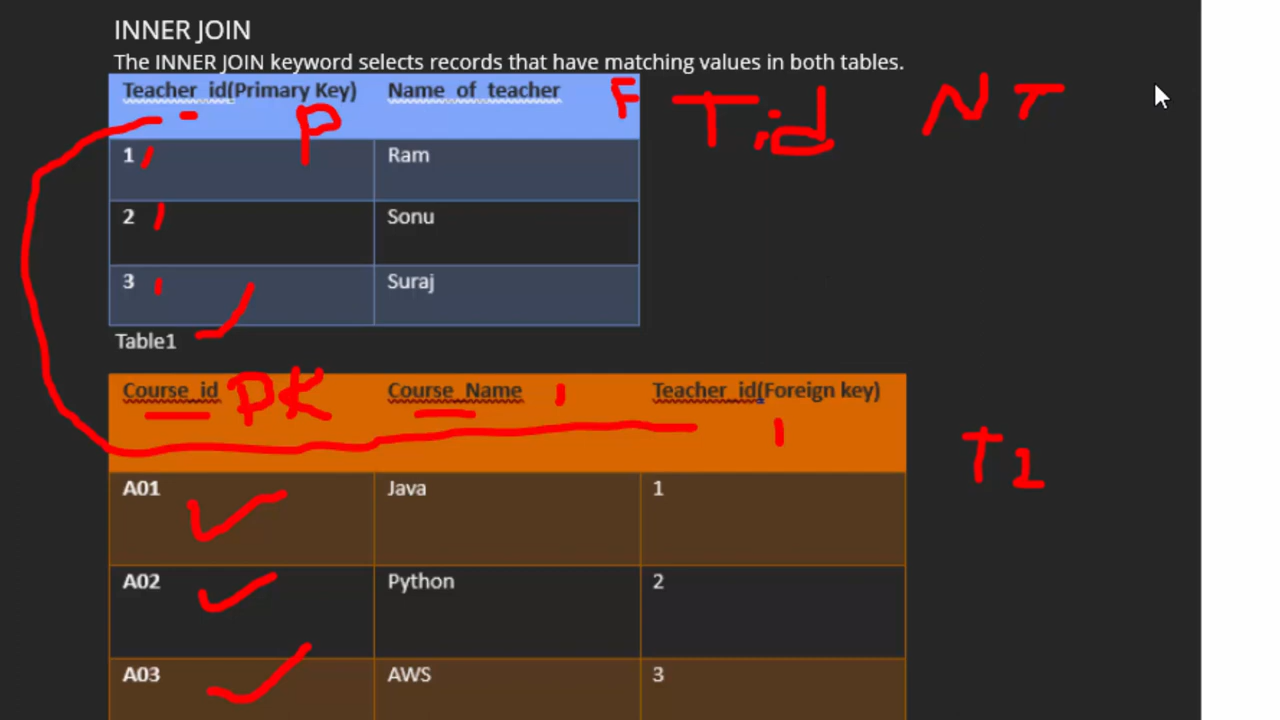 INNER JOIN
The INNER JOIN keyword selects records that have matching values in both tables.
Teacher_id(Primary Key) Name_of_teacher F Tid NT
P
1 Ram
2 Sonu
3 Suraj
Table1
Course_id PK Course_Name Teacher_id(Foreign key)
T2
A01 Java 1
A02 Python 2
A03 AWS 3